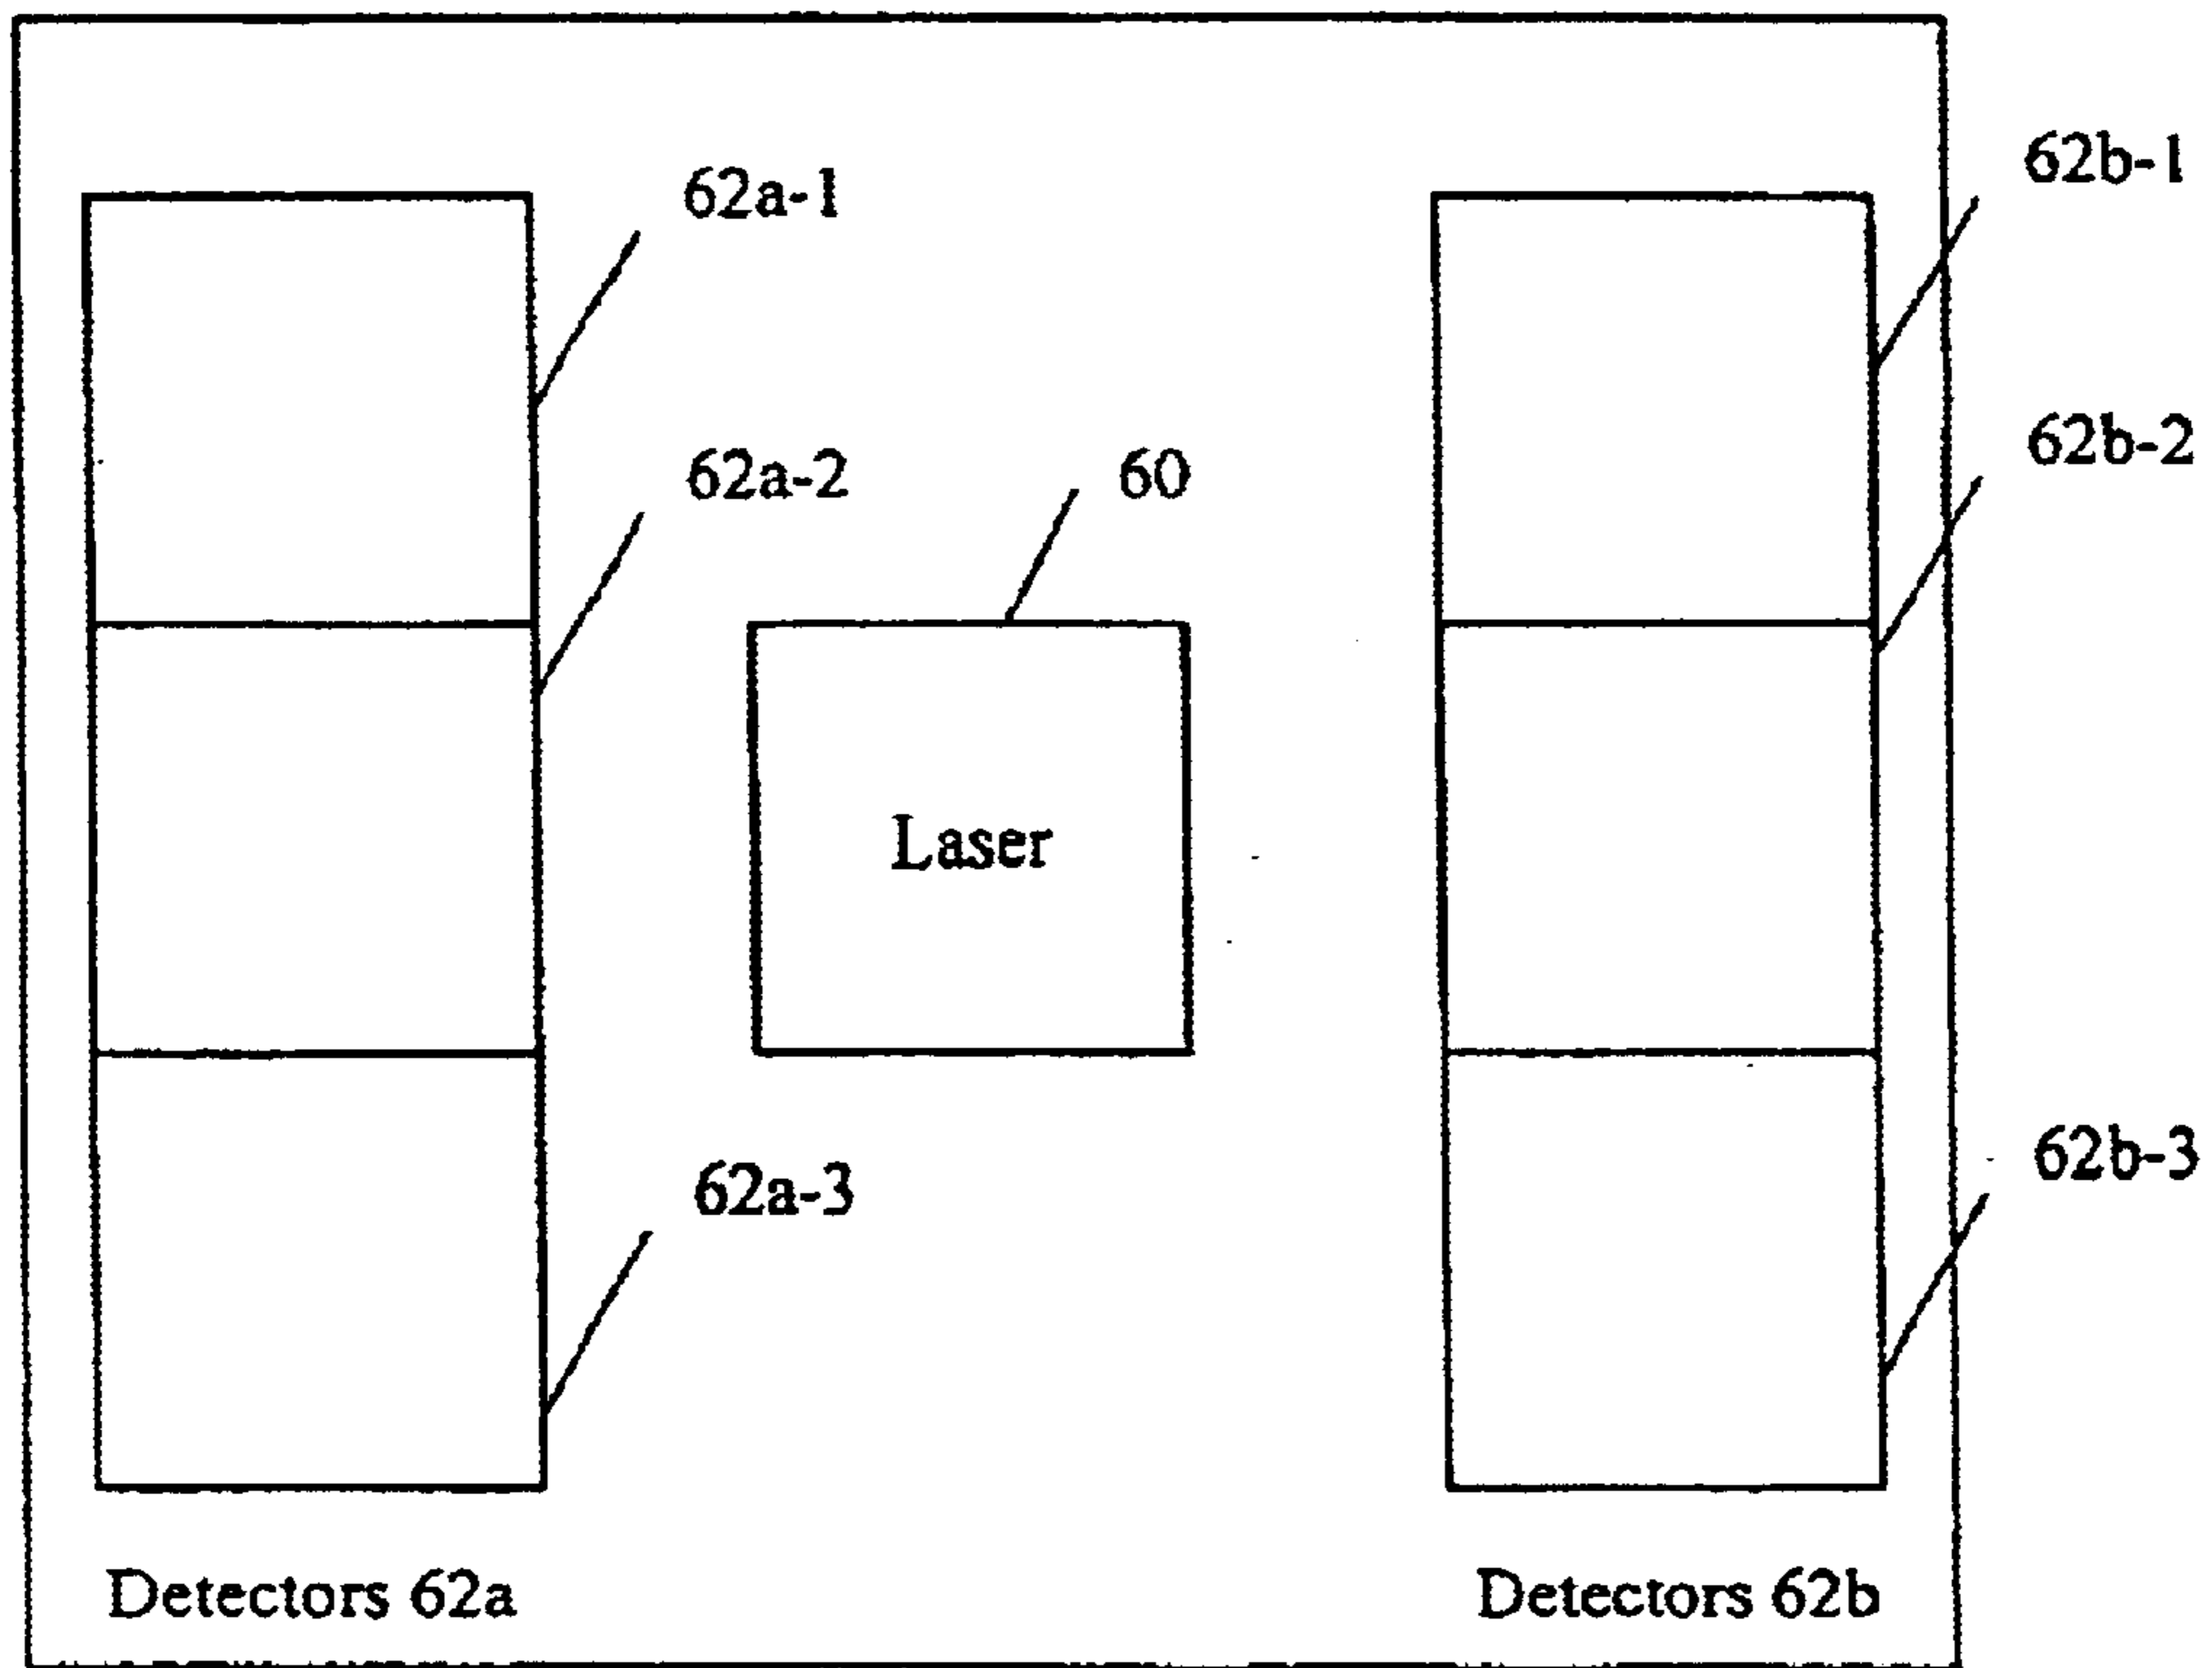 62b-1
62a-1
62b-2
62a-2
60
Laser
62b-3
62a-3
Detectors 62a
Detectors 62b